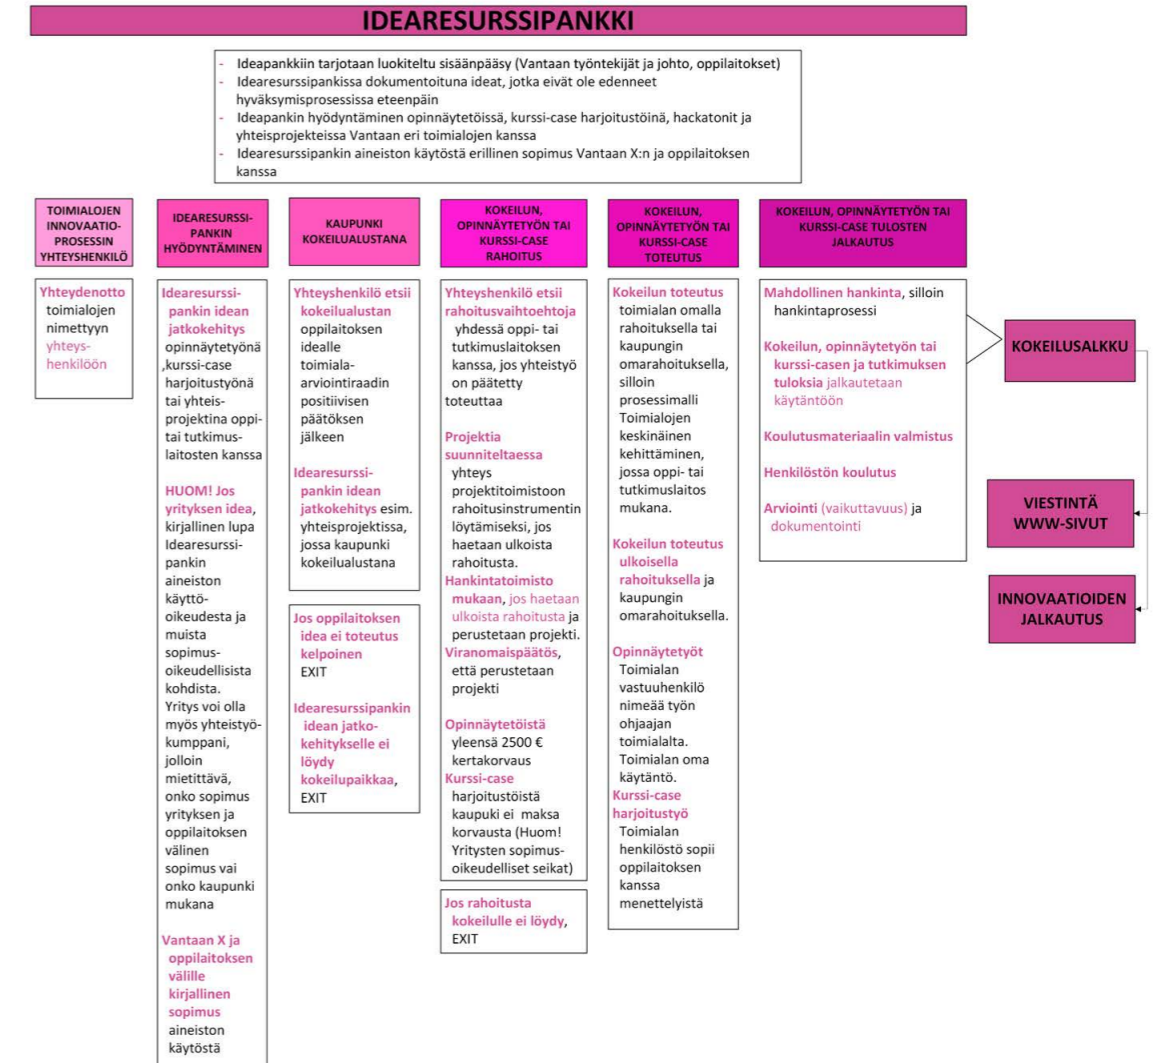 IDEARESURSSIPANKKI
- Ideapankkiin tarjotaan luokiteltu sisäänpääsy (Vantaan työntekijät ja johto, oppilaitokset)
- Idearesurssipankissa dokumentoituna ideat, jotka eivät ole edenneet
hyväksymisprosessissa eteenpäin
- Ideapankin hyödyntäminen opinnäytetöissä, kurssi-case harjoitustöinä, hackatonit ja
yhteisprojekteissa Vantaan eri toimialojen kanssa
- Idearesurssipankin aineiston käytöstä erillinen sopimus Vantaan X:n ja oppilaitoksen
kanssa
TOIMIALOJEN
INNOVAATIO-
PROSESSIN
YHTEYSHENKILÖ
Yhteydenotto
toimialojen
nimettyyn
yhteys-
henkilöön
IDEARESURSSI-
PANKIN
HYÖDYNTÄMINEN
Idearesurssi-
pankin idean
jatkokehitys
opinnäytetyönä
,kurssi-case
harjoitustyönä
tai yhteis-
projektina oppi-
tai tutkimus-
laitosten kanssa
HUOM! Jos
yrityksen idea,
kirjallinen lupa
Idearesurssi-
pankin
aineiston
käyttö-
oikeudesta ja
muista
sopimus-
oikeudellisista
kohdista.
Yritys voi olla
myös yhteistyö-
kumppani,
jolloin
mietittävä,
onko sopimus
yrityksen ja
oppilaitoksen
välinen
sopimus vai
onko kaupunki
mukana
Vantaan X ja
oppilaitoksen
välille
kirjallinen
sopimus
aineiston
käytöstä
KAUPUNKI
KOKEILUALUSTANA
Yhteyshenkilö etsii
kokeilualustan
oppilaitoksen
idealle
toimiala-
arviointiraadin
positiivisen
päätöksen
jälkeen
Idearesurssi-
pankin idean
jatkokehitys esim.
yhteisprojektissa,
jossa kaupunki
kokeilualustana
Jos oppilaitoksen
idea ei toteutus
kelpoinen
EXIT
Idearesurssipankin
idean jatko-
kehitykselle ei
löydy
kokeilupaikkaa,
EXIT
KOKEILUN,
OPINNÄYTETYÖN TAI
KURSSI-CASE
RAHOITUS
Yhteyshenkilö etsii
rahoitusvaihtoehtoja
yhdessä oppi- tai
tutkimuslaitoksen
kanssa, jos yhteistyö
on päätetty
toteuttaa
Projektia
suunniteltaessa
yhteys
projektitoimistoon
rahoitusinstrumentin
löytämiseksi, jos
haetaan ulkoista
rahoitusta.
Hankintatoimisto
mukaan, jos haetaan
ulkoista rahoitusta ja
perustetaan projekti.
Viranomaispäätös,
että perustetaan
projekti
Opinnäytetöistä
yleensä 2500 €
kertakorvaus
Kurssi-case
harjoitustöistä
kaupuki ei maksa
korvausta (Huom!
Yritysten sopimus-
oikeudelliset seikat)
Jos rahoitusta
kokeilulle ei löydy,
EXIT
KOKEILUN,
OPINNÄYTETYÖN TAI
KURSSI-CASE
TOTEUTUS
Kokeilun toteutus
toimialan omalla
rahoituksella tai
kaupungin
omarahoituksella,
silloin
prosessimalli
Toimialojen
keskinäinen
kehittäminen,
jossa oppi- tai
tutkimuslaitos
mukana.
Kokeilun toteutus
ulkoisella
rahoituksella ja
kaupungin
omarahoituksella.
Opinnäytetyöt
Toimialan
vastuuhenkilö
nimeää työn
ohjaajan
toimialalta.
Toimialan oma
käytäntö.
Kurssi-case
harjoitustyö
Toimialan
henkilöstö sopii
oppilaitoksen
kanssa
menettelyistä
KOKEILUN, OPINNÄYTETYÖN TAI
KURSSI-CASE TULOSTEN
JALKAUTUS
Mahdollinen hankinta, silloin
hankintaprosessi
Kokeilun, opinnäytetyön tai
kurssi-casen ja tutkimuksen
tuloksia jalkautetaan
käytäntöön
Koulutusmateriaalin valmistus
Henkilöstön koulutus
Arviointi (vaikuttavuus) ja
dokumentointi
KOKEILUSALKKU
VIESTINTÄ
WWW-SIVUT
INNOVAATIOIDEN
JALKAUTUS